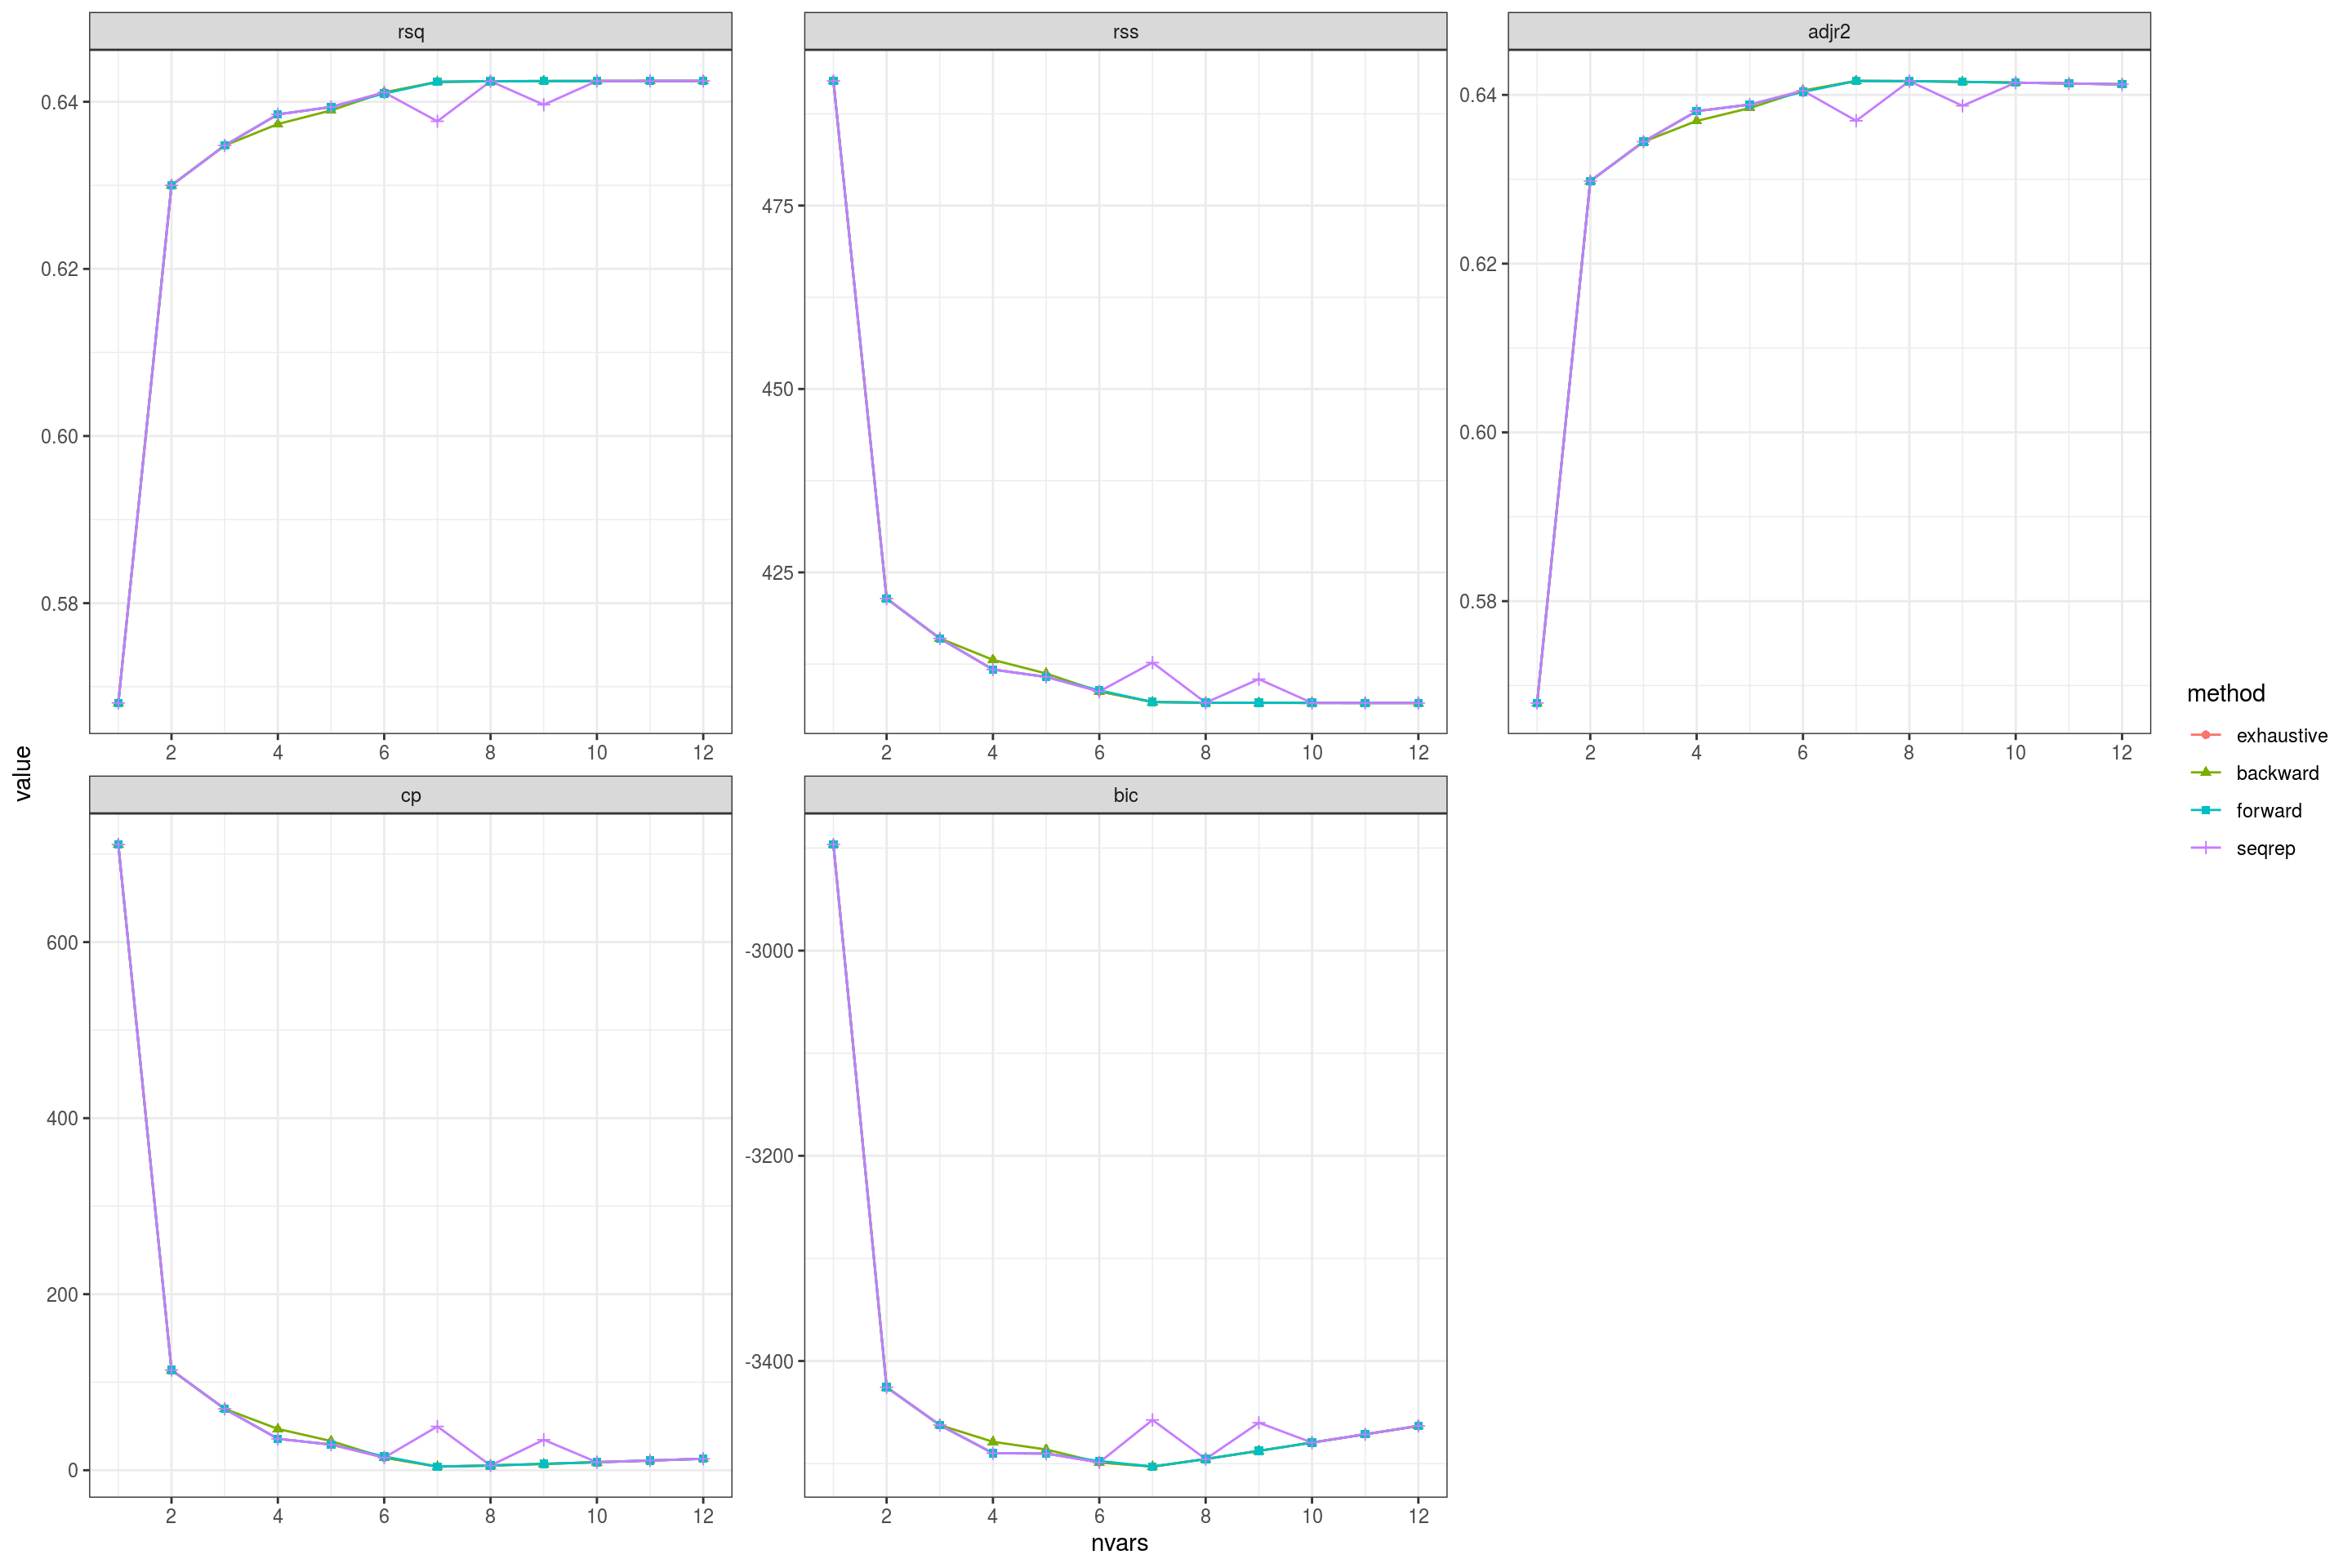 rsq
rss
adjr2
0.64
0.62
0.60
0.58
475
450
425
0.64
0.62
0.60
0.58
2 4 6 8 10 12
2 4 6 8 10 12
2 4 6 8 10 12
value
cp
bic
600
400
200
0
-3000
-3200
-3400
2 4 6 8 10 12
2 4 6 8 10 12
nvars
method
exhaustive
backward
forward
seqrep